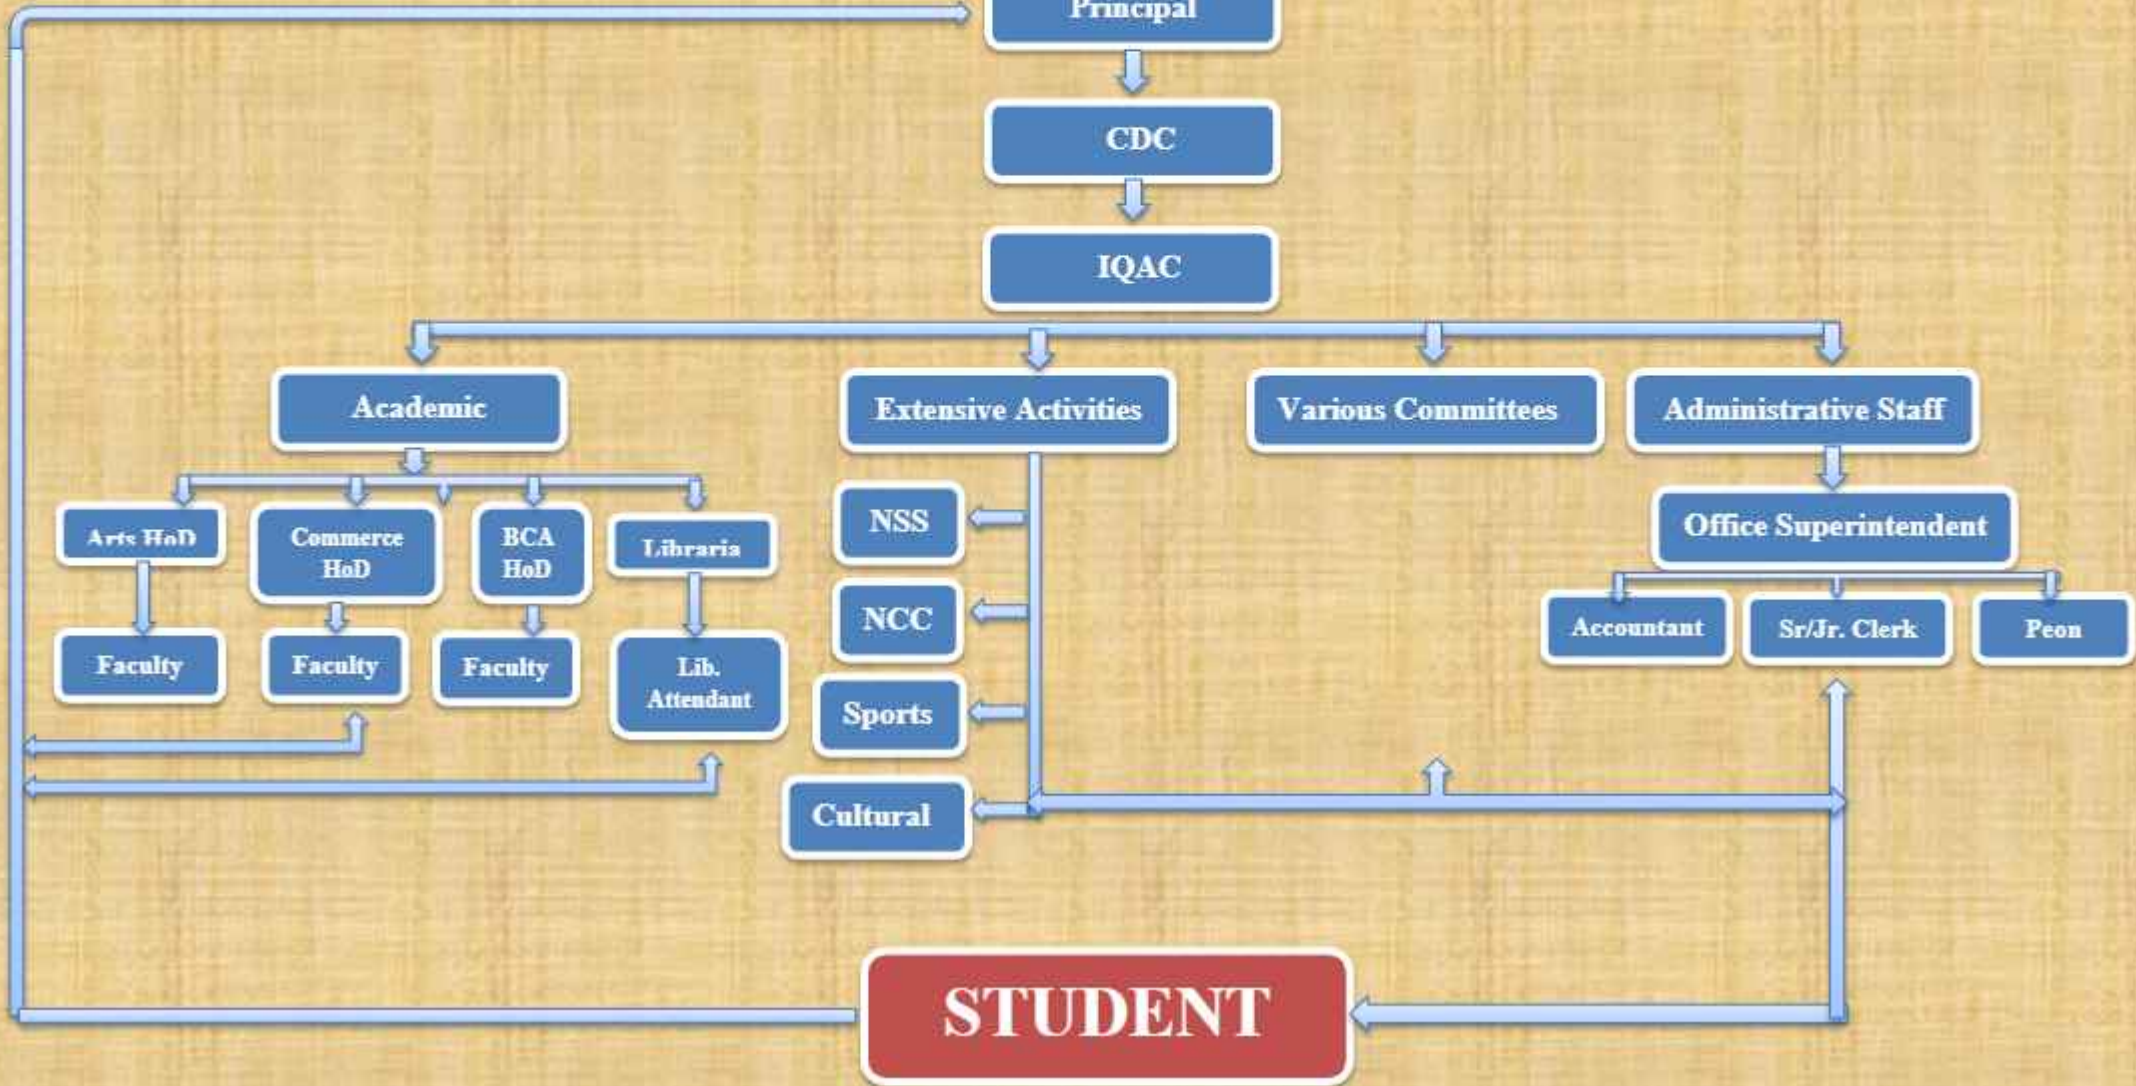 Principal
CDC
IQAC
Academic
Extensive Activities
Various Committees
Administrative Staff
Arts HoD
Commerce
HoD
BCA
HoD
Libraria
NSS
Office Superintendent
Faculty
Faculty
Faculty
Lib.
Attendant
NCC
Accountant
Sr/Jr. Clerk
Peon
Sports
Cultural
STUDENT